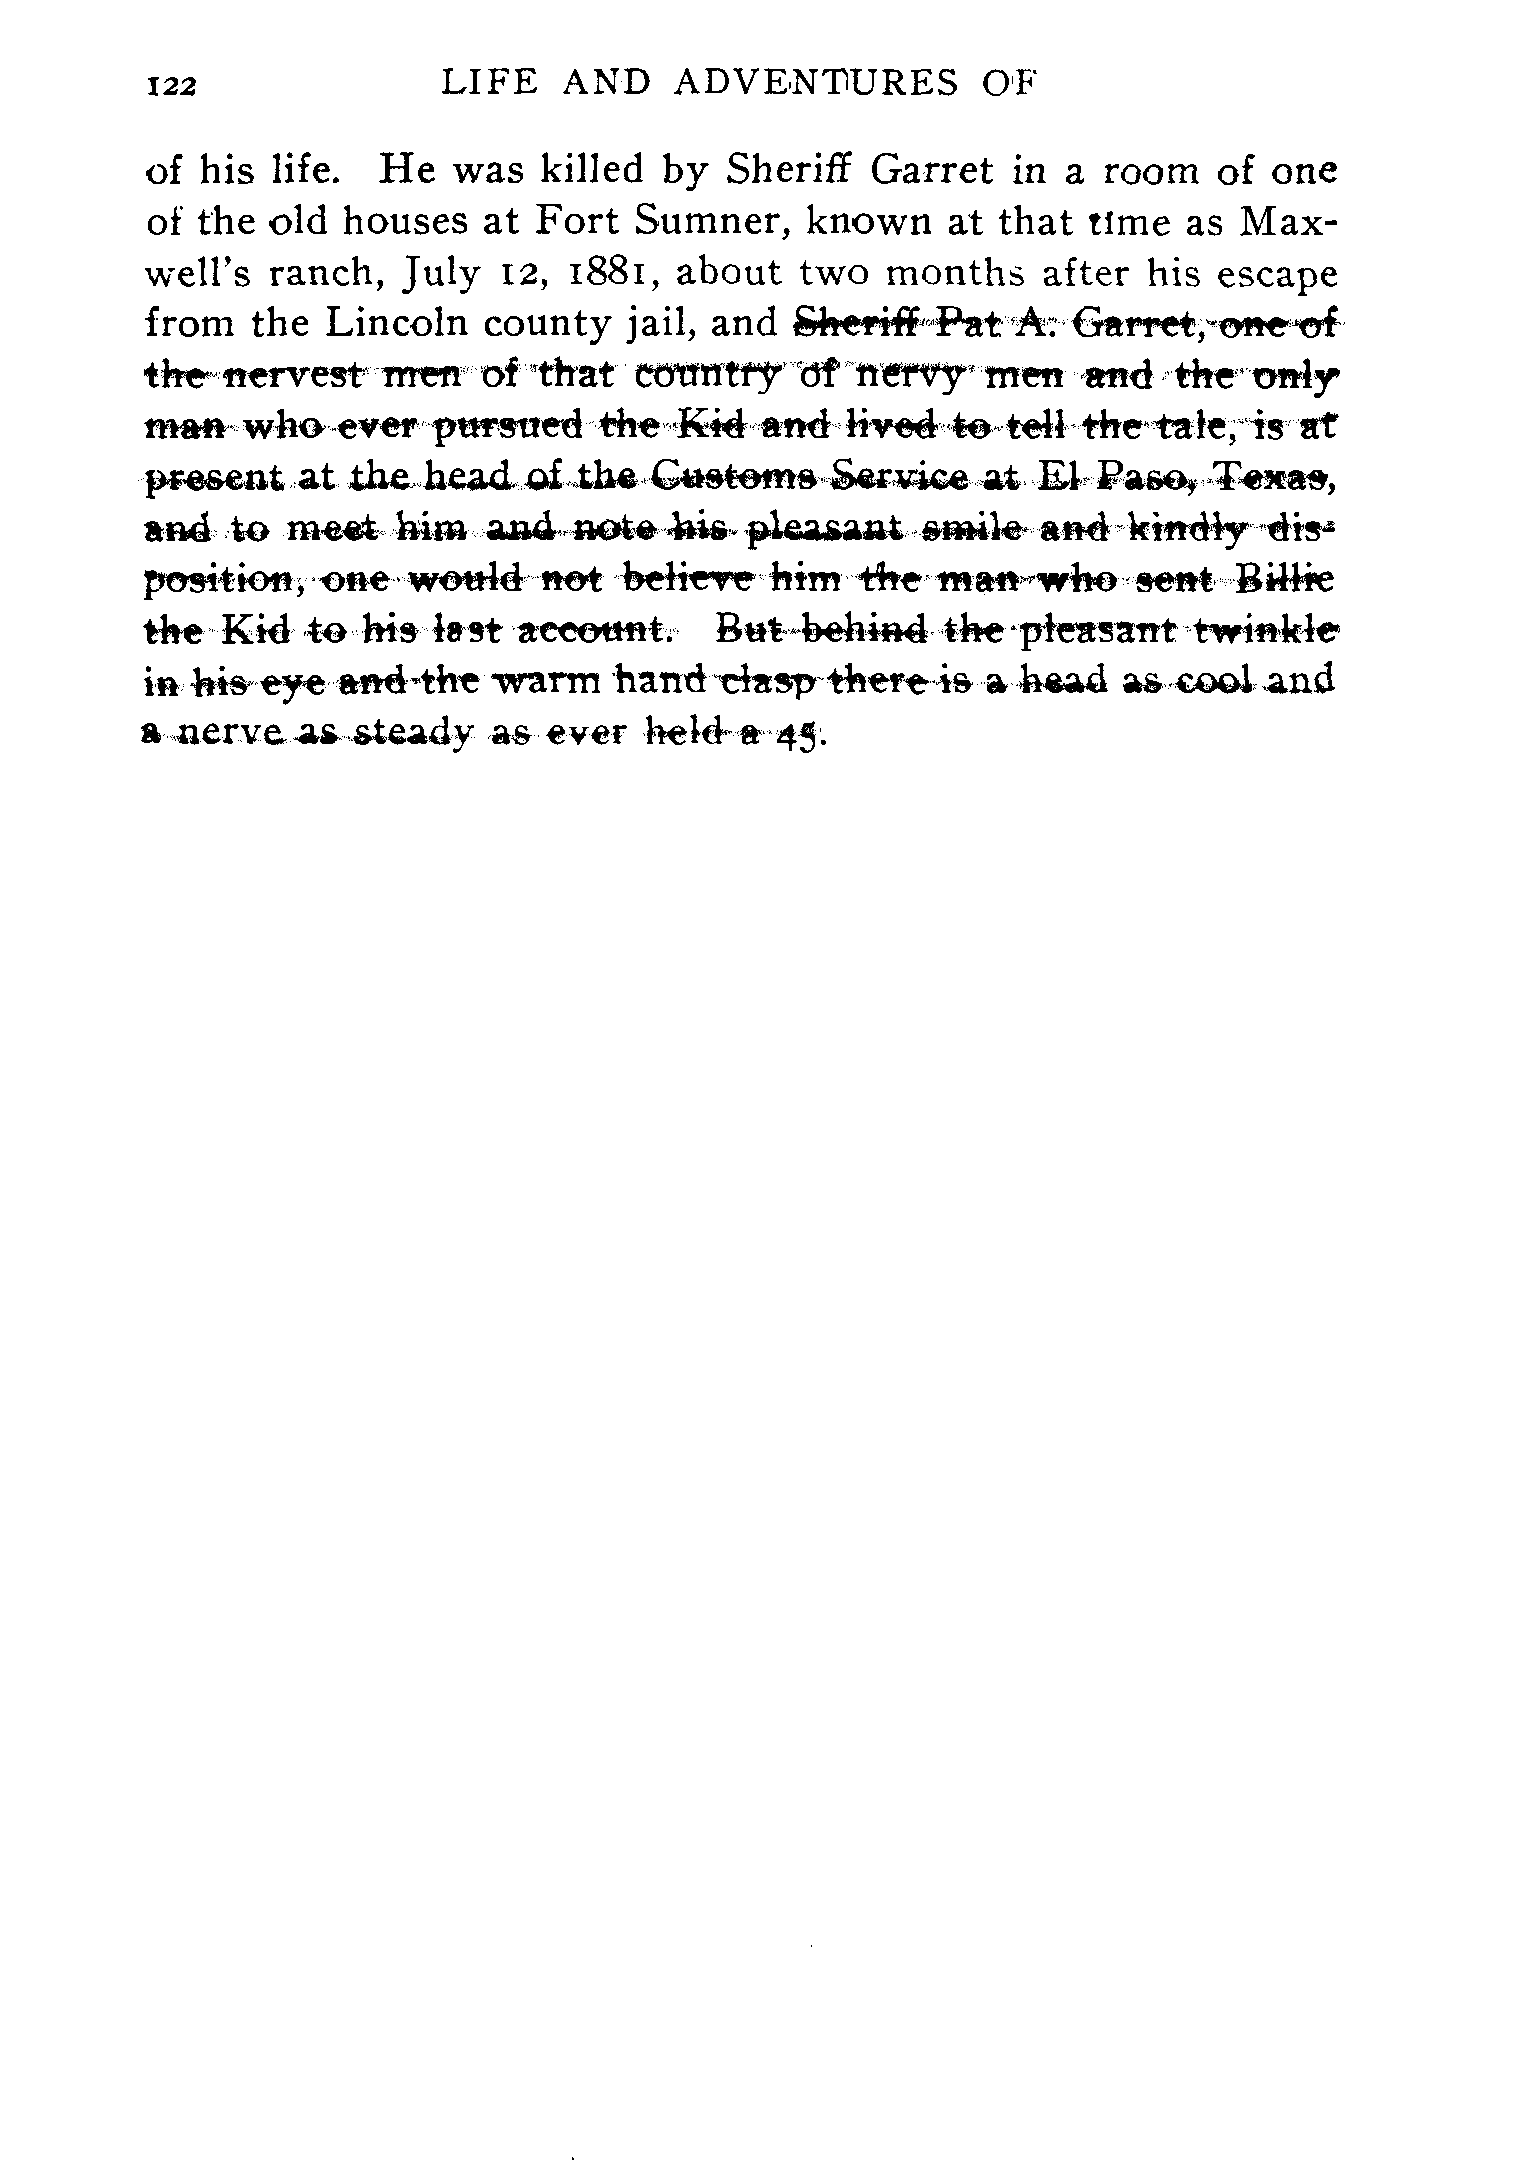 122 LIFE AND ADVENTURES OF
of his life. He was killed by Sheriff Garret in a room of one
of the old houses at Fort Sumner, known at that time as Max-
well's ranch, July 12, 1881, about two months after his escape
from the Lincoln county jail, and Sheriff Pat A. Garret, one of
the nervest men of that country of nervy men and the only
man who ever pursued the Kid and lived to tell the tale, is at
present at the head of the Customs Service at El Paso, Texas,
and to meet him and note his pleasant smile and kindly dis-
position, one would not believe him the man who sent Billie
the Kid to his last account. But behind the pleasant twinkle
in his eye and the warm hand clasp there is a head as cool and
a nerve as steady as ever held a 45.